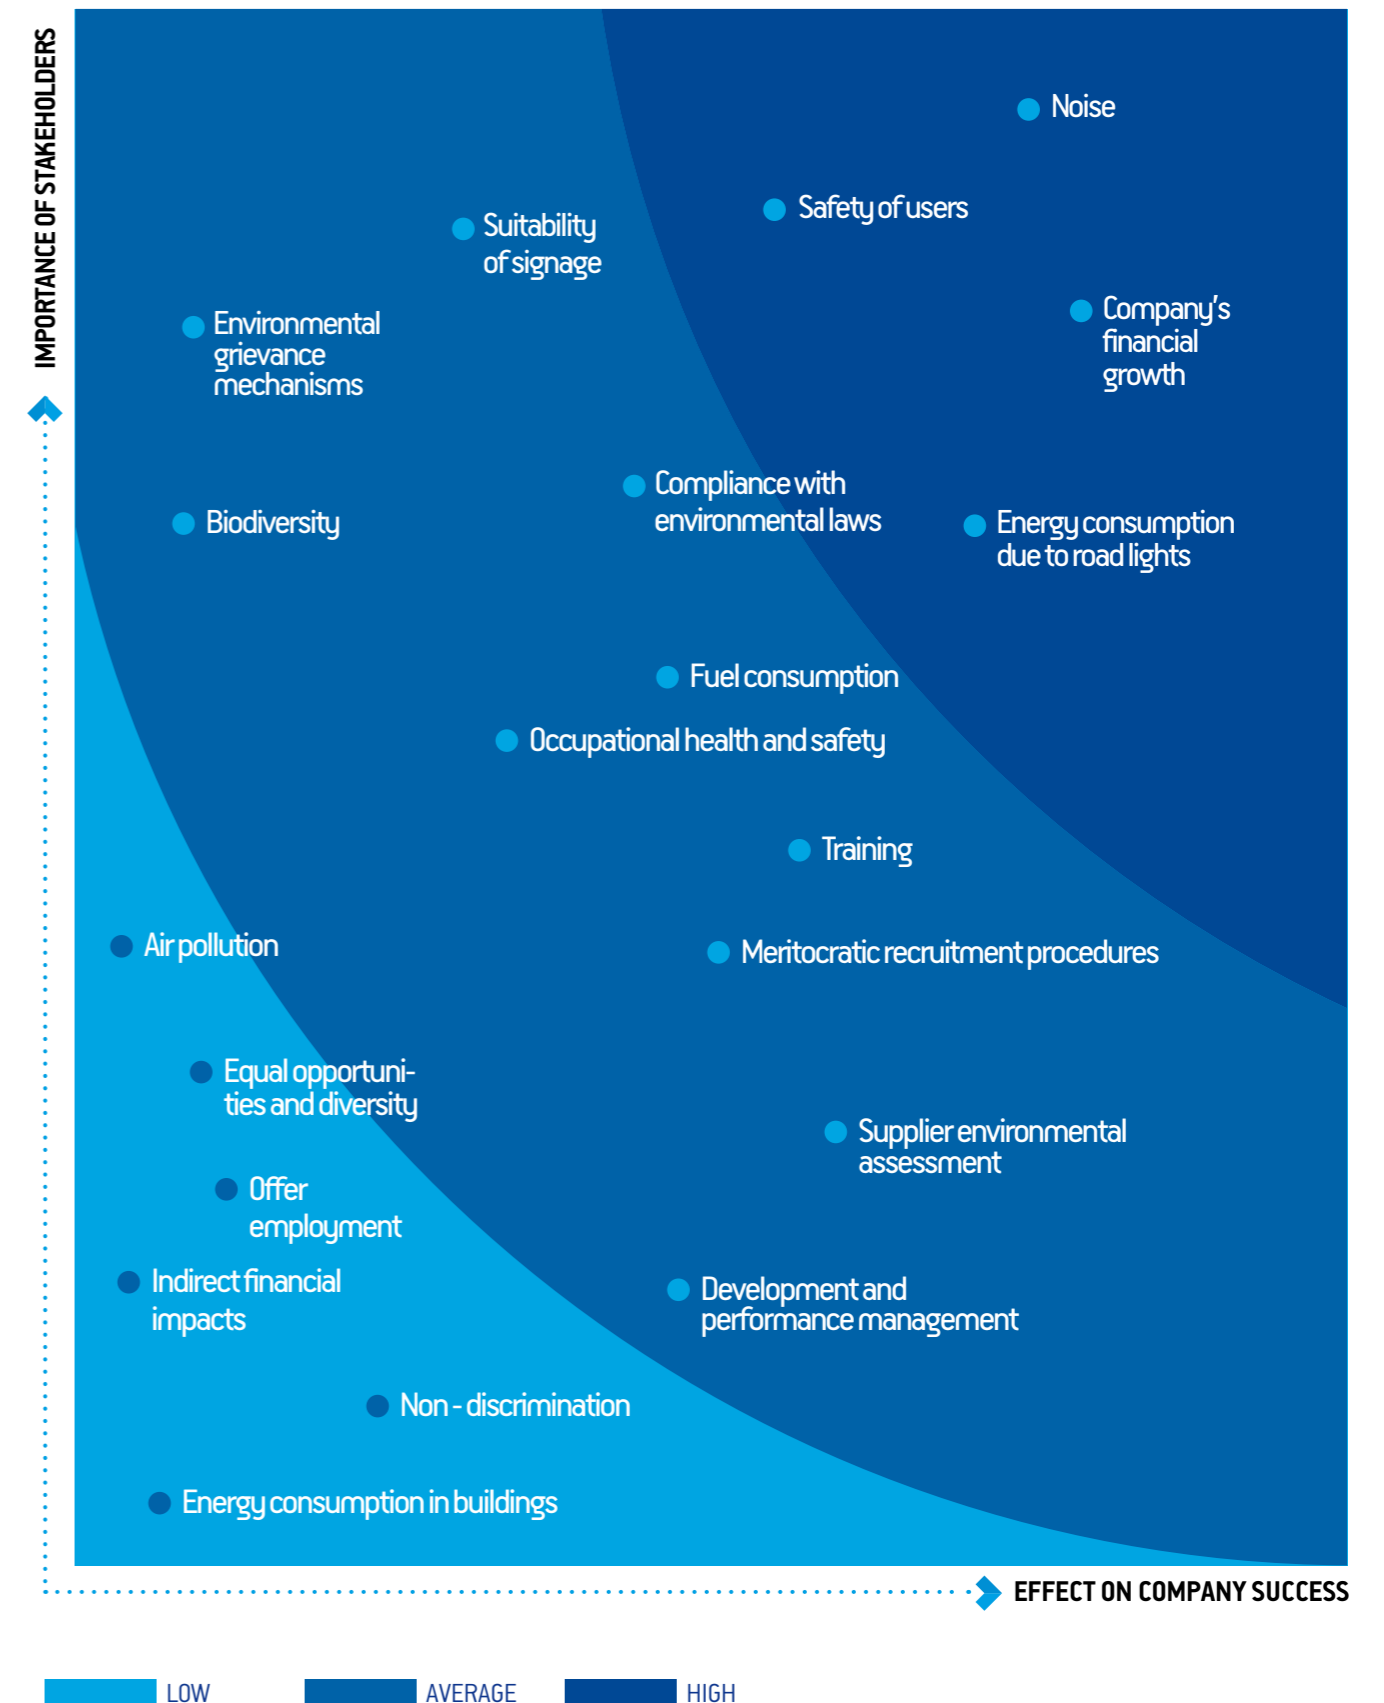 IMPORTANCE OF STAKEHOLDERS
Noise
Safety of users
Suitability
of signage
Company's
financial
growth
Environmental
grievance
mechanisms
Compliance with
environmental laws
Biodiversity
Energy consumption
due to road lights
Fuel consumption
Occupational health and safety
Training
Air pollution
Meritocratic recruitment procedures
Equal opportuni-
ties and diversity
Supplier environmental
assessment
Offer
employment
Indirect financial
impacts
Development and
performance management
Non - discrimination
Energy consumption in buildings
EFFECT ON COMPANY SUCCESS
LOW
AVERAGE
HIGH